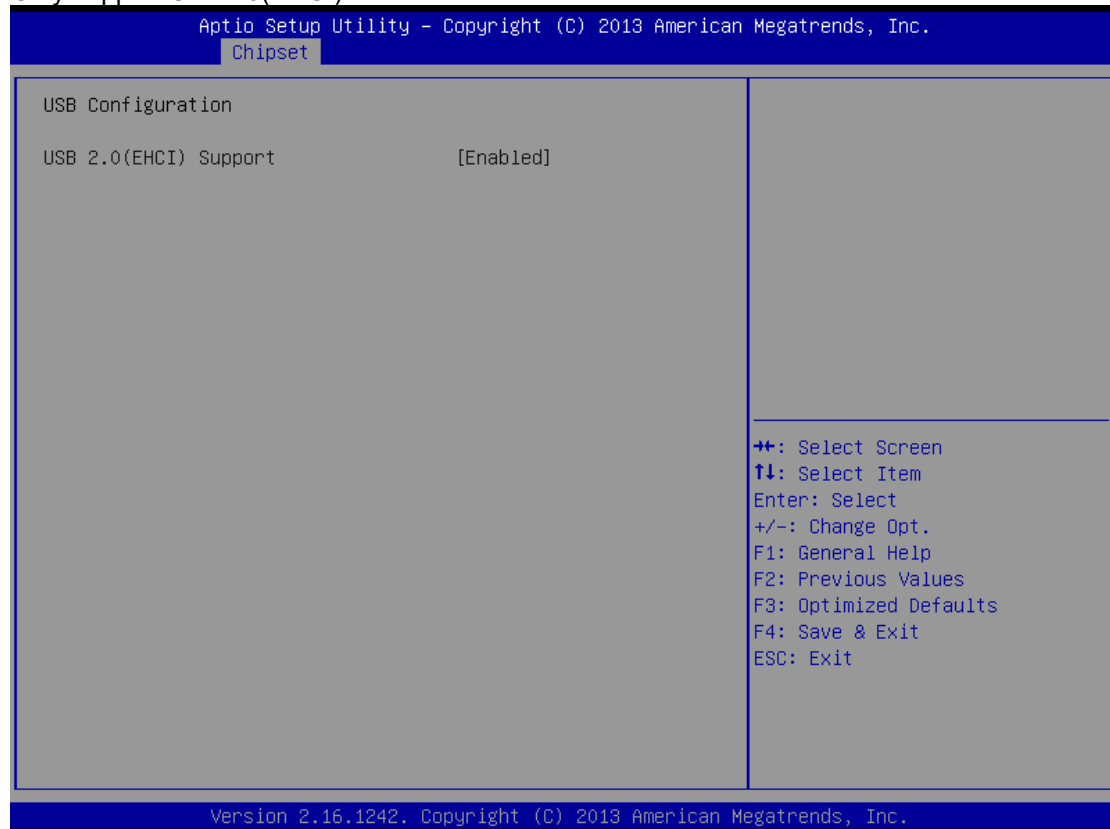 Aptio Setup Utility – Copyright (C) 2013 American Megatrends, Inc.
Chipset
USB Configuration
USB 2.0(EHCI) Support [Enabled]
→←: Select Screen
↑↓: Select Item
Enter: Select
+/-: Change Opt.
F1: General Help
F2: Previous Values
F3: Optimized Defaults
F4: Save & Exit
ESC: Exit
Version 2.16.1242. Copyright (C) 2013 American Megatrends, Inc.